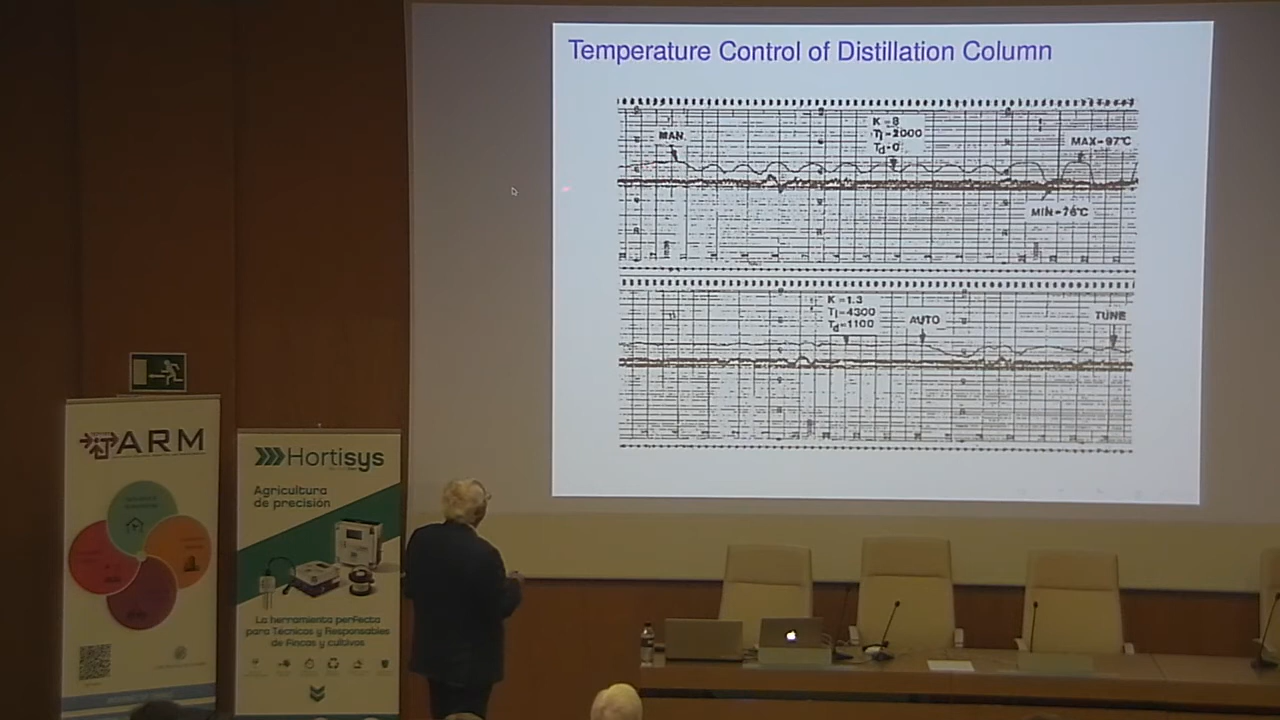 Temperature Control of Distillation Column
MAN
K=8
Ti=2000
Td=0
MAX=97°C
MIN=76°C
K=1.3
Ti=4300
Td=1100
AUTO
TUNE
ARM
Hortisys
Agricultura
de precisión
La herramienta perfecta
para Técnicos y Responsables
de fincas y cultivos